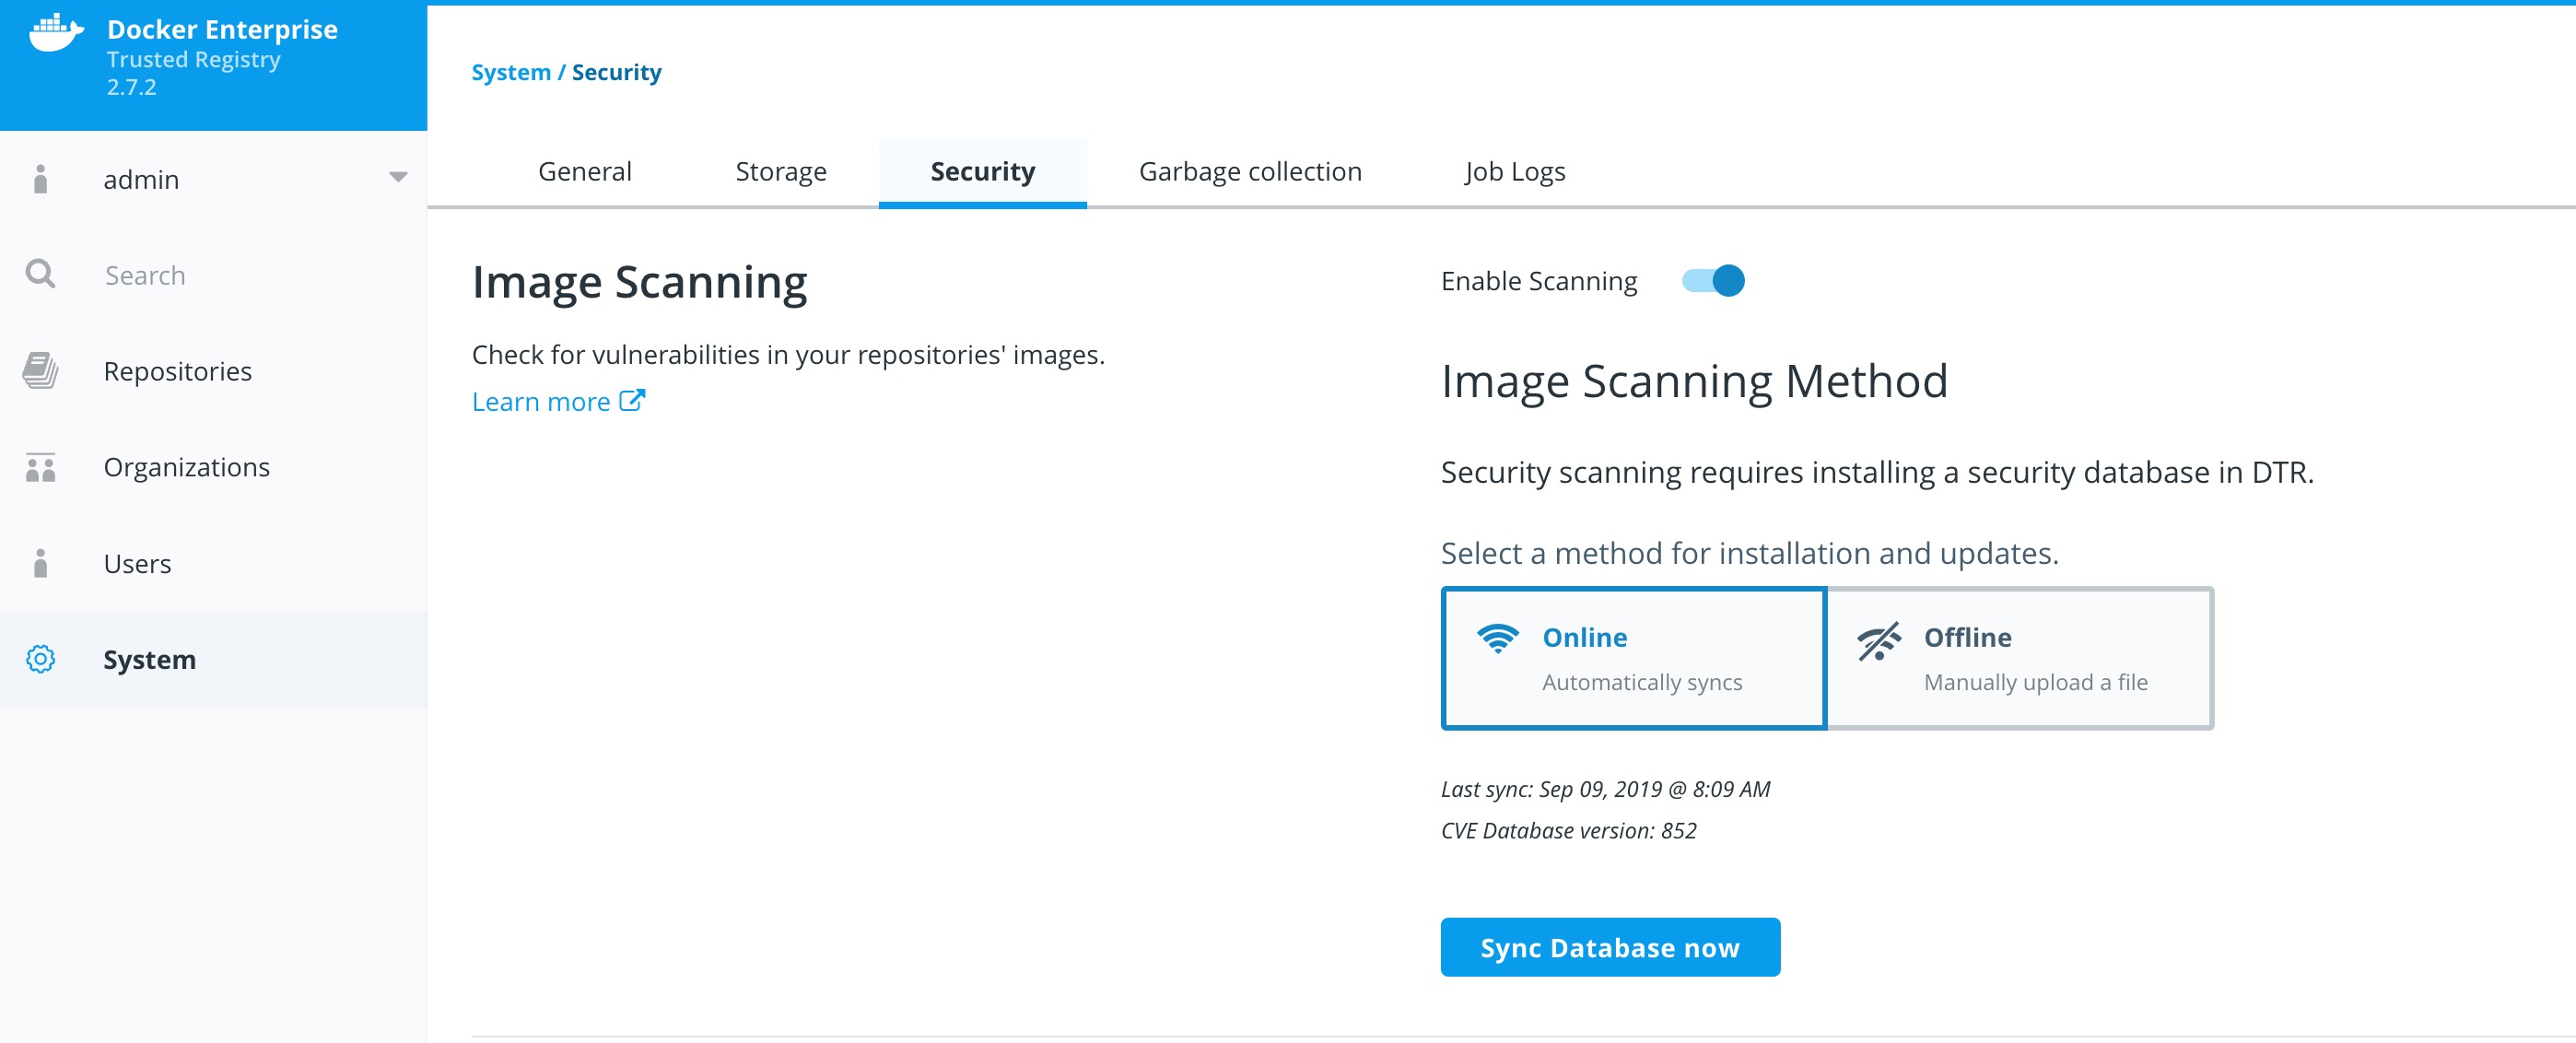 Docker Enterprise
Trusted Registry
2.7.2
admin
Search
Repositories
Organizations
Users
System
System / Security
General Storage Security Garbage collection Job Logs
Image Scanning
Check for vulnerabilities in your repositories' images.
Learn more
Enable Scanning
Image Scanning Method
Security scanning requires installing a security database in DTR.
Select a method for installation and updates.
Online
Automatically syncs
Offline
Manually upload a file
Last sync: Sep 09, 2019 @ 8:09 AM
CVE Database version: 852
Sync Database now